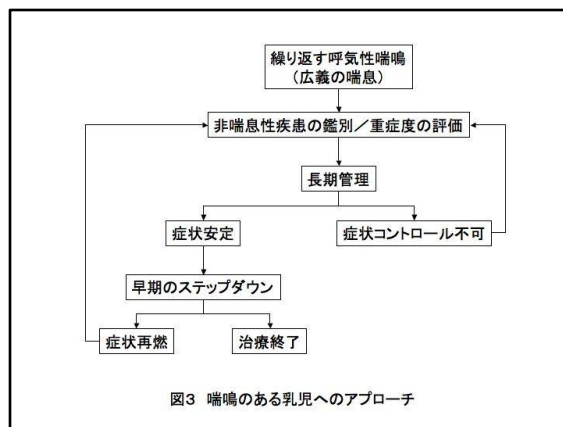 繰り返す呼気性喘鳴
(広義の喘息)
非喘息性疾患の鑑別/重症度の評価
長期管理
症状安定
症状コントロール不可
早期のステップダウン
症状再燃
治療終了
図3 喘鳴のある乳児へのアプローチ